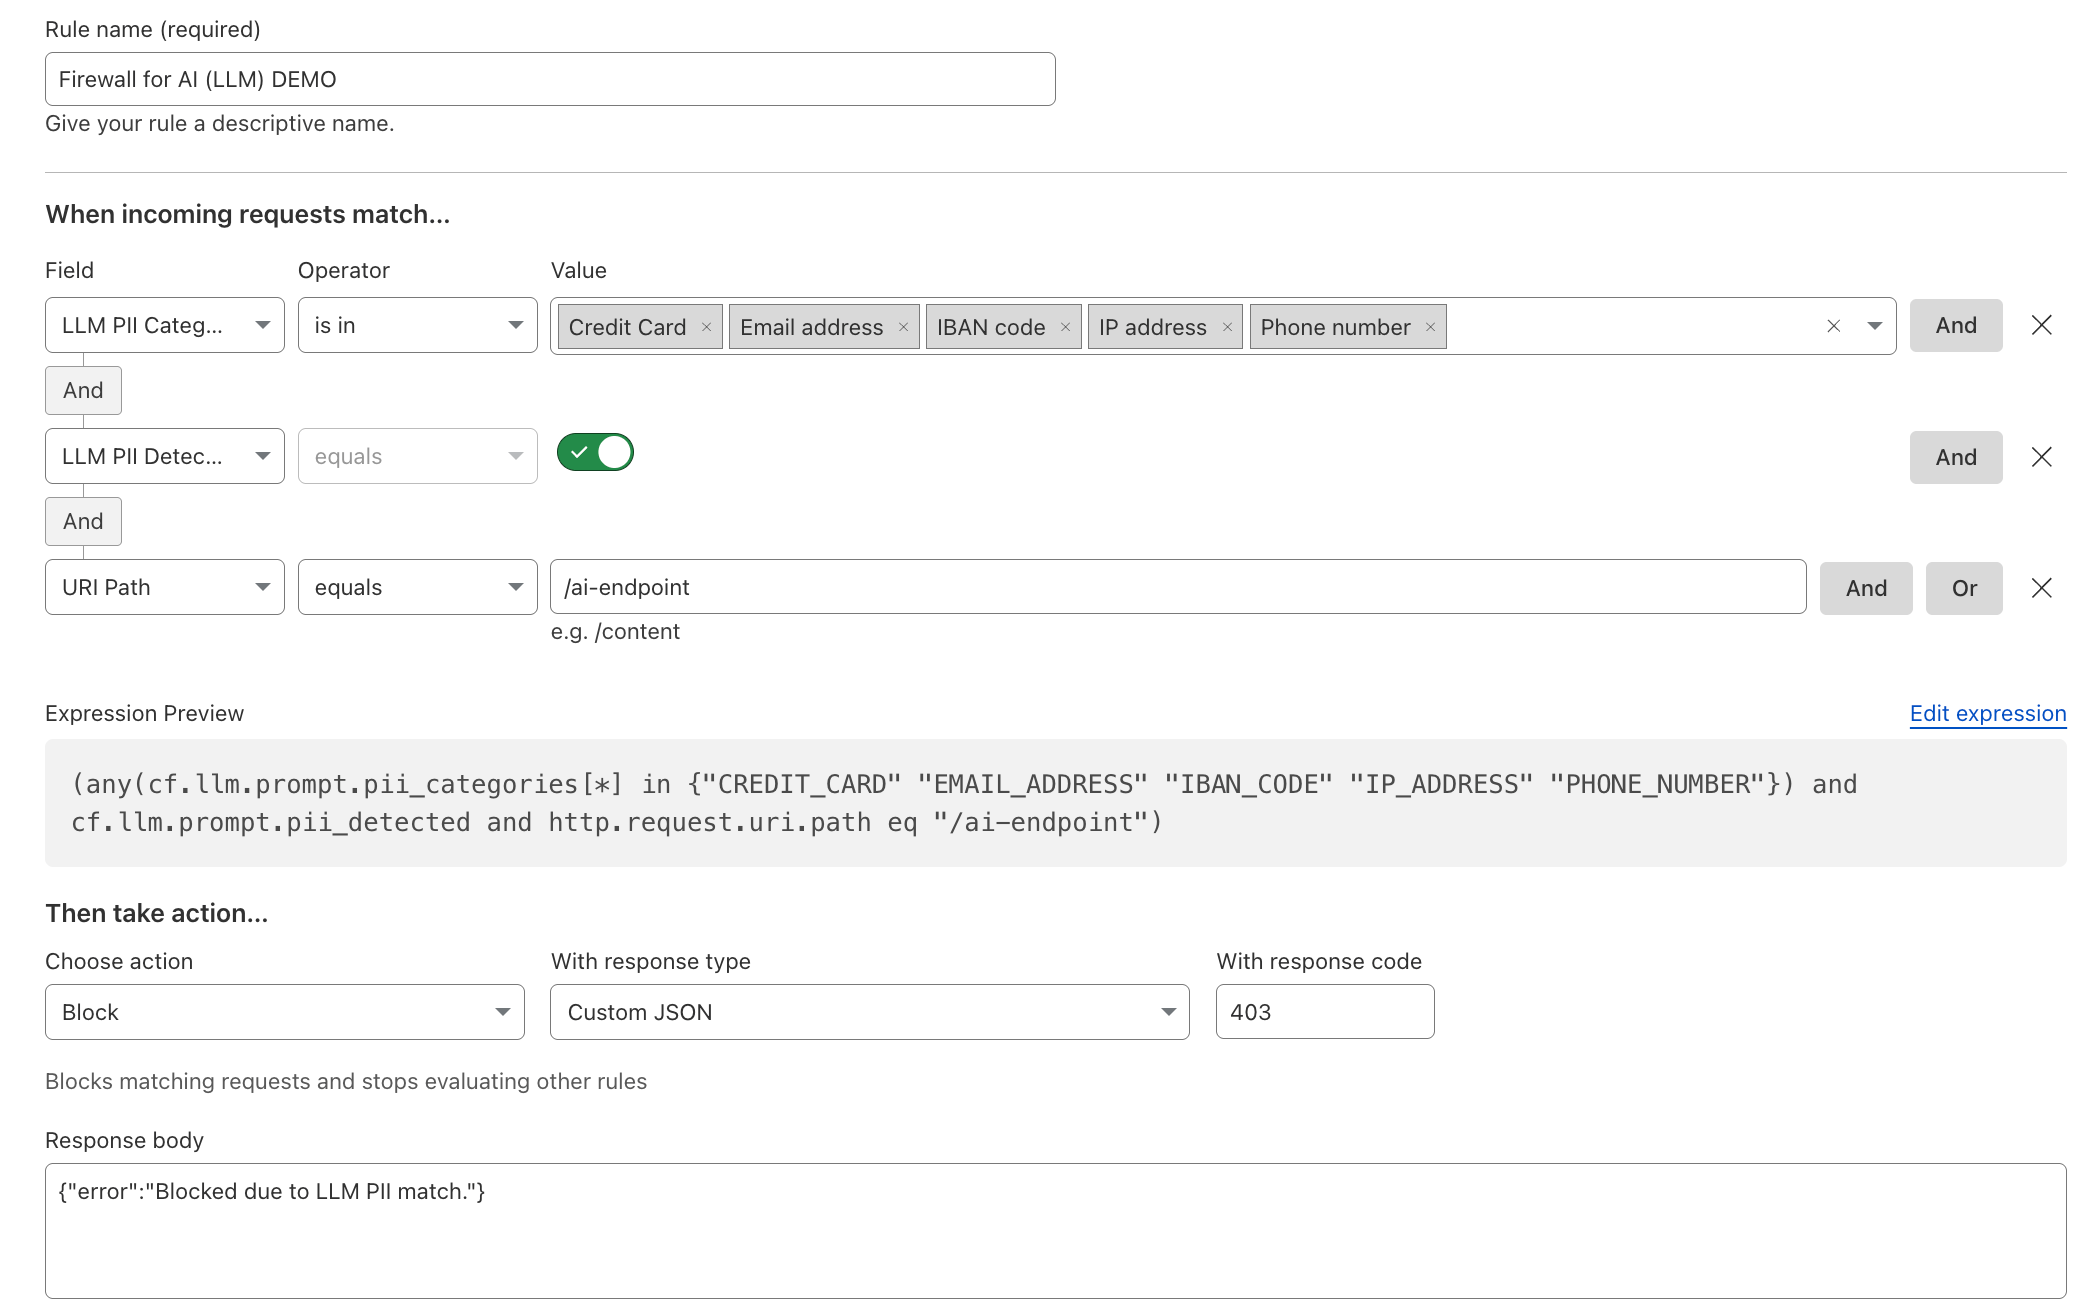 Rule name (required)
Firewall for AI (LLM) DEMO
Give your rule a descriptive name.
When incoming requests match...
Field Operator Value
LLM PII Categ... is in Credit Card × Email address × IBAN code × IP address × Phone number × And
And
LLM PII Detec... equals And
And
URI Path equals /ai-endpoint And Or
e.g. /content
Expression Preview Edit expression
(any(cf.llm.prompt.pii_categories[*] in {"CREDIT_CARD" "EMAIL_ADDRESS" "IBAN_CODE" "IP_ADDRESS" "PHONE_NUMBER"}) and
cf.llm.prompt.pii_detected and http.request.uri.path eq "/ai-endpoint")
Then take action...
Choose action With response type With response code
Block Custom JSON 403
Blocks matching requests and stops evaluating other rules
Response body
{"error":"Blocked due to LLM PII match."}